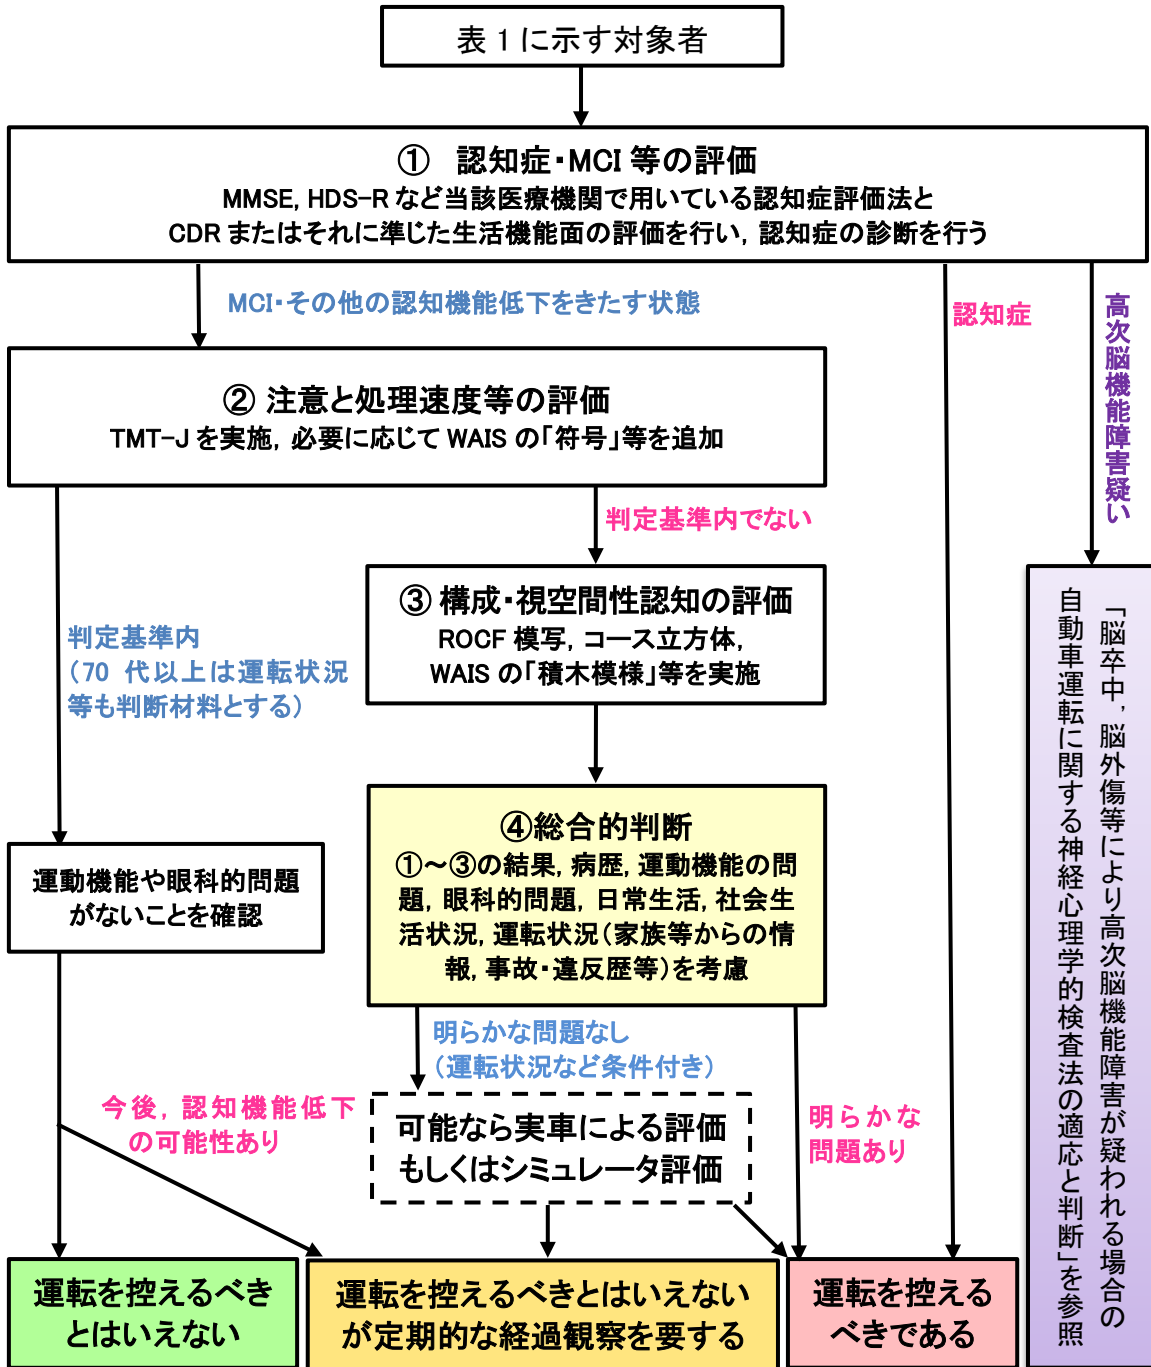 表１に示す対象者
① 認知症・MCI 等の評価
MMSE, HDS-R など当該医療機関で用いている認知症評価法と
CDR またはそれに準じた生活機能面の評価を行い, 認知症の診断を行う
MCI・その他の認知機能低下をきたす状態
認知症
高次脳機能障害疑い
② 注意と処理速度等の評価
TMT-J を実施, 必要に応じて WAIS の「符号」等を追加
判定基準内でない
判定基準内
（70 代以上は運転状況
等も判断材料とする）
③ 構成・視空間性認知の評価
ROCF 模写, コース立方体,
WAIS の「積木模様」等を実施
④総合的判断
①～③の結果, 病歴, 運動機能の問
題, 眼科的問題, 日常生活, 社会生
活状況, 運転状況（家族等からの情
報, 事故・違反歴等）を考慮
運動機能や眼科的問題
がないことを確認
明らかな問題なし
（運転状況など条件付き）
今後, 認知機能低下
の可能性あり
可能なら実車による評価
もしくはシミュレータ評価
明らかな
問題あり
「脳卒中, 脳外傷等により高次脳機能障害が疑われる場合の
自動車運転に関する神経心理学的検査法の適応と判断」を参照
運転を控えるべき
とはいえない
運転を控えるべきとはいえない
が定期的な経過観察を要する
運転を控える
べきである